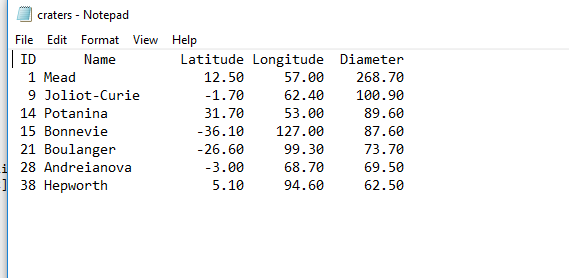 craters - Notepad
File Edit Format View Help
ID Name Latitude Longitude Diameter
1 Mead 12.50 57.00 268.70
9 Joliot-Curie -1.70 62.40 100.90
14 Potanina 31.70 53.00 89.60
15 Bonnevie -36.10 127.00 87.60
21 Boulanger -26.60 99.30 73.70
28 Andreianova -3.00 68.70 69.50
38 Hepworth 5.10 94.60 62.50